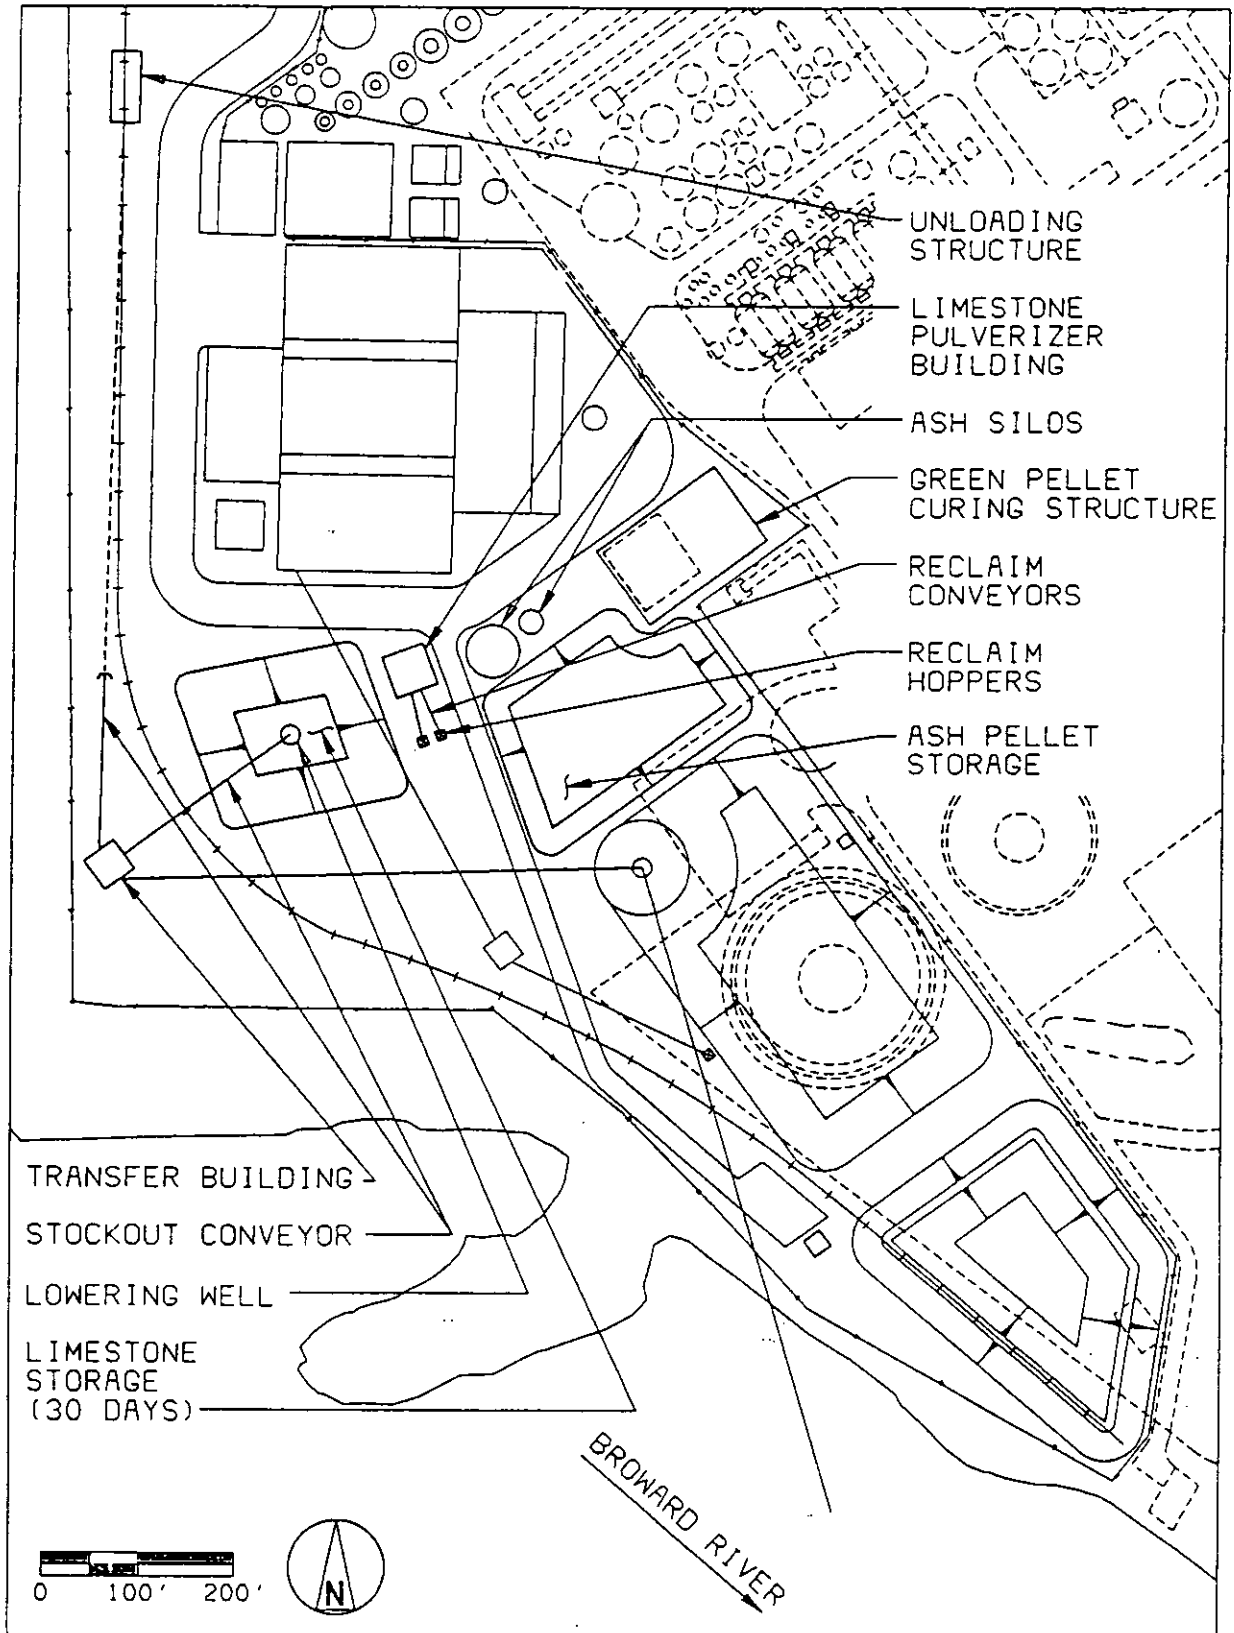 UNLOADING
STRUCTURE
LIMESTONE
PULVERIZER
BUILDING
ASH SILOS
GREEN PELLET
CURING STRUCTURE
RECLAIM
CONVEYORS
RECLAIM
HOPPERS
ASH PELLET
STORAGE
TRANSFER BUILDING
STOCKOUT CONVEYOR
LOWERING WELL
LIMESTONE
STORAGE
(30 DAYS)
BROWARD RIVER
0 100' 200'
N